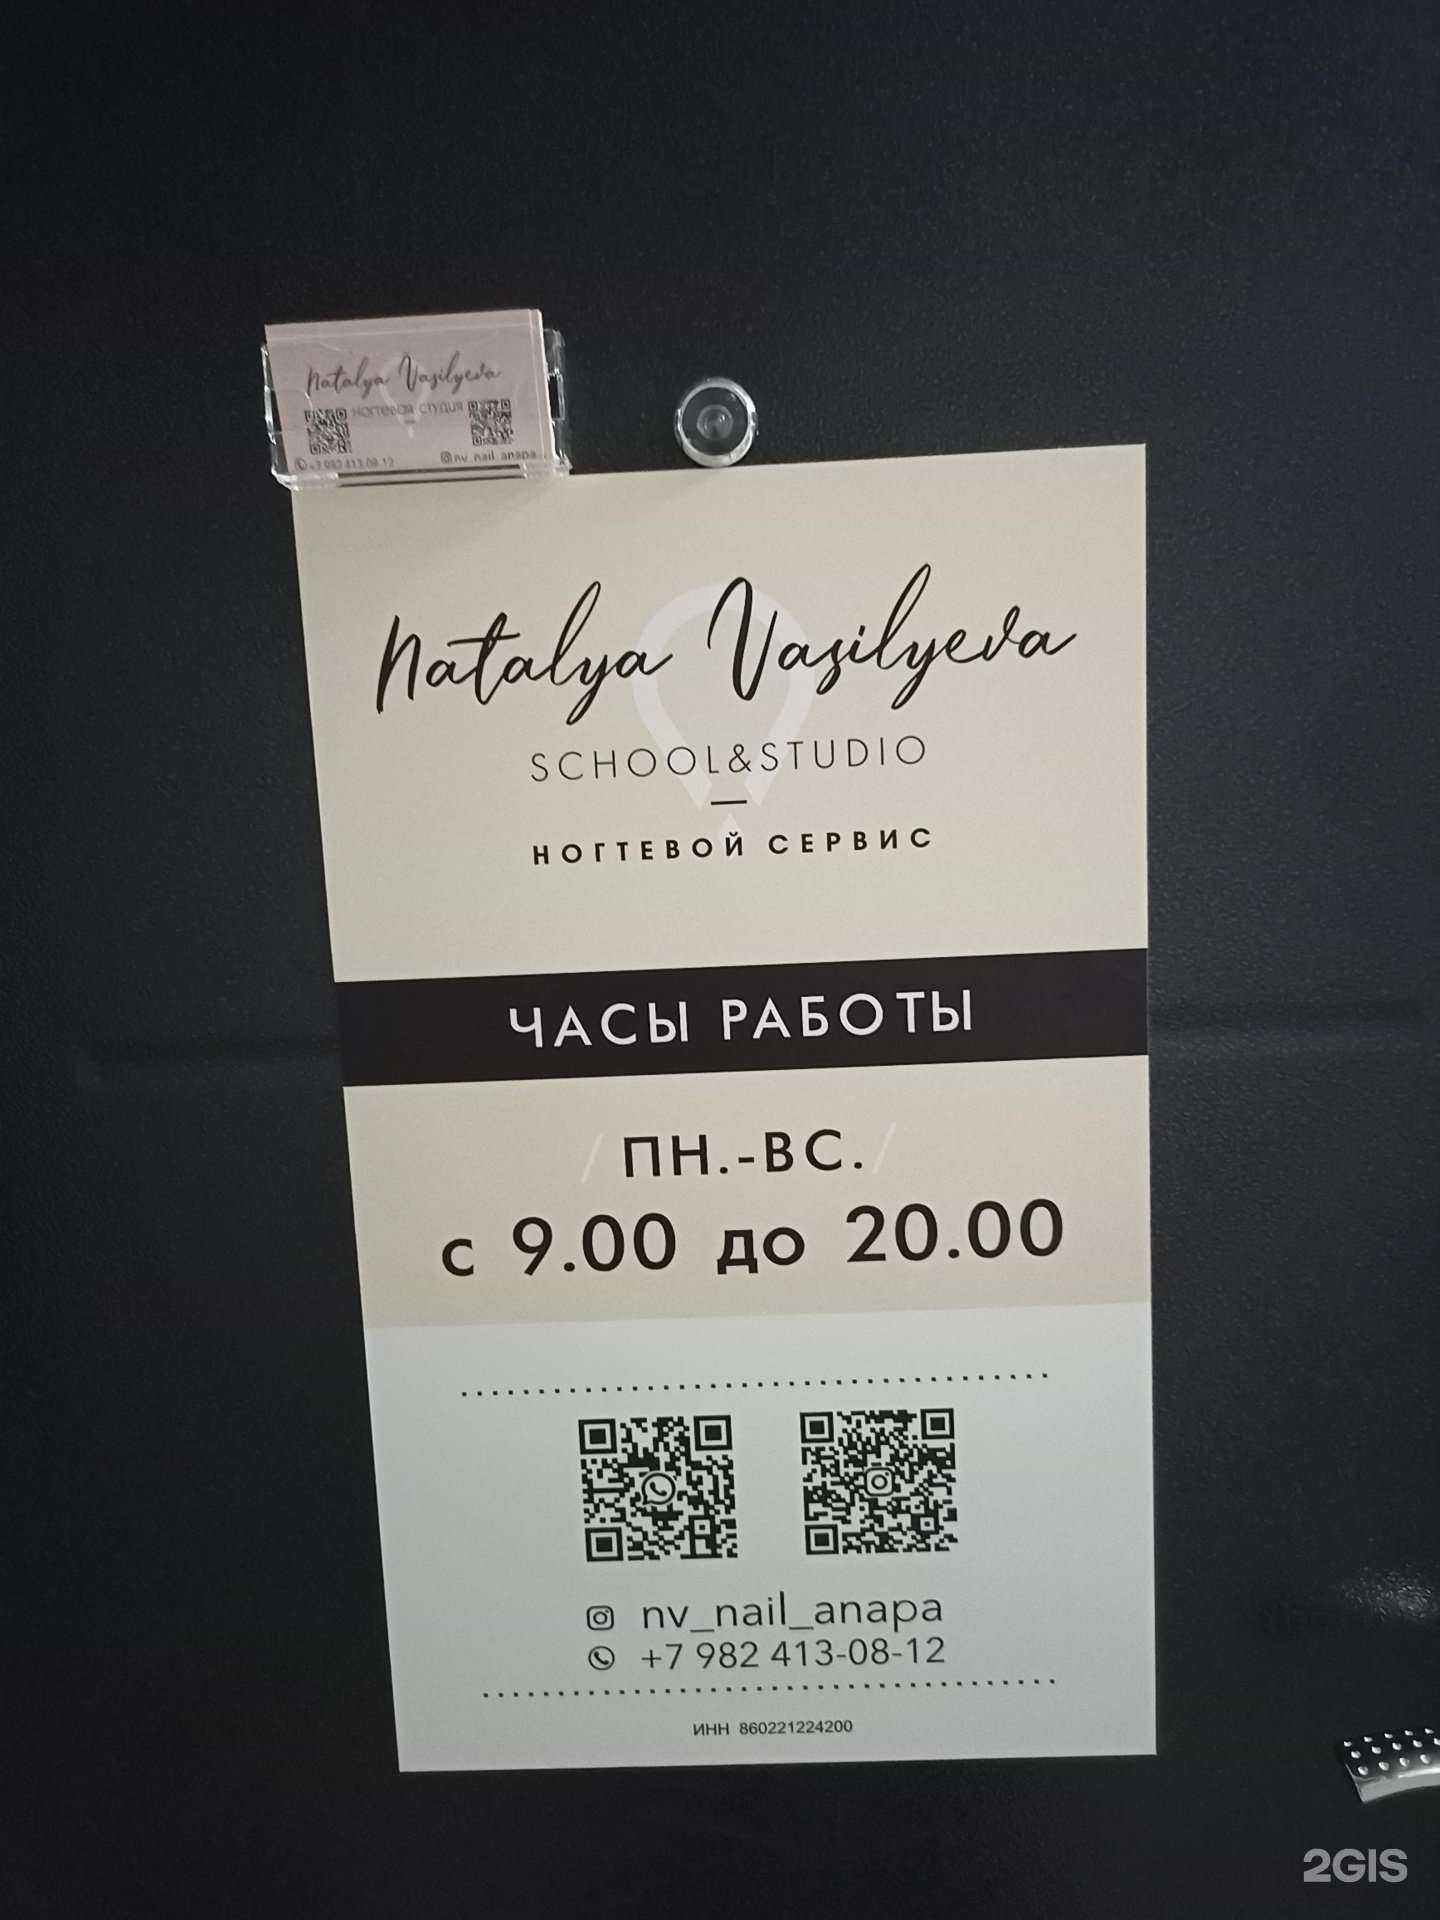 Natalya Vasilyeva
ногтевая студия
+7 982 413-08-12
nv_nail_anapa
Natalya Vasilyeva
SCHOOL&STUDIO
НОГТЕВОЙ СЕРВИС
ЧАСЫ РАБОТЫ
/ ПН.-ВС. /
с 9.00 до 20.00
nv_nail_anapa
+7 982 413-08-12
ИНН 860221224200
2GIS